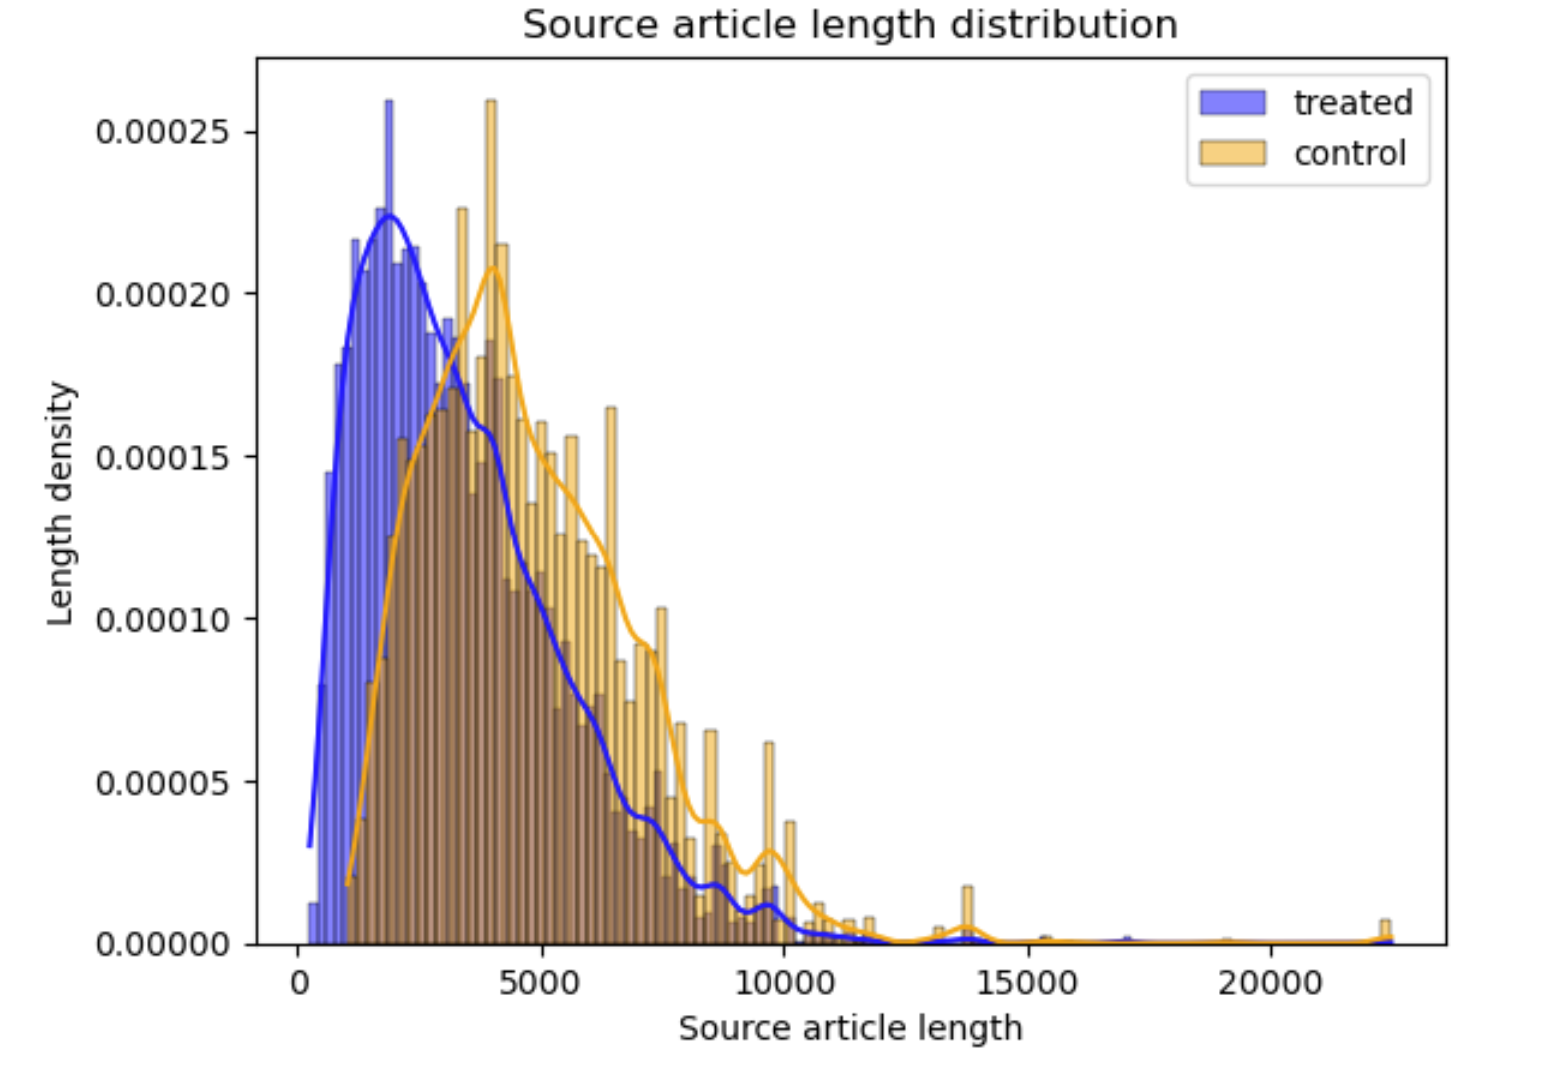 Source article length distribution
treated
control
Length density
0.00025
0.00020
0.00015
0.00010
0.00005
0.00000
0 5000 10000 15000 20000
Source article length